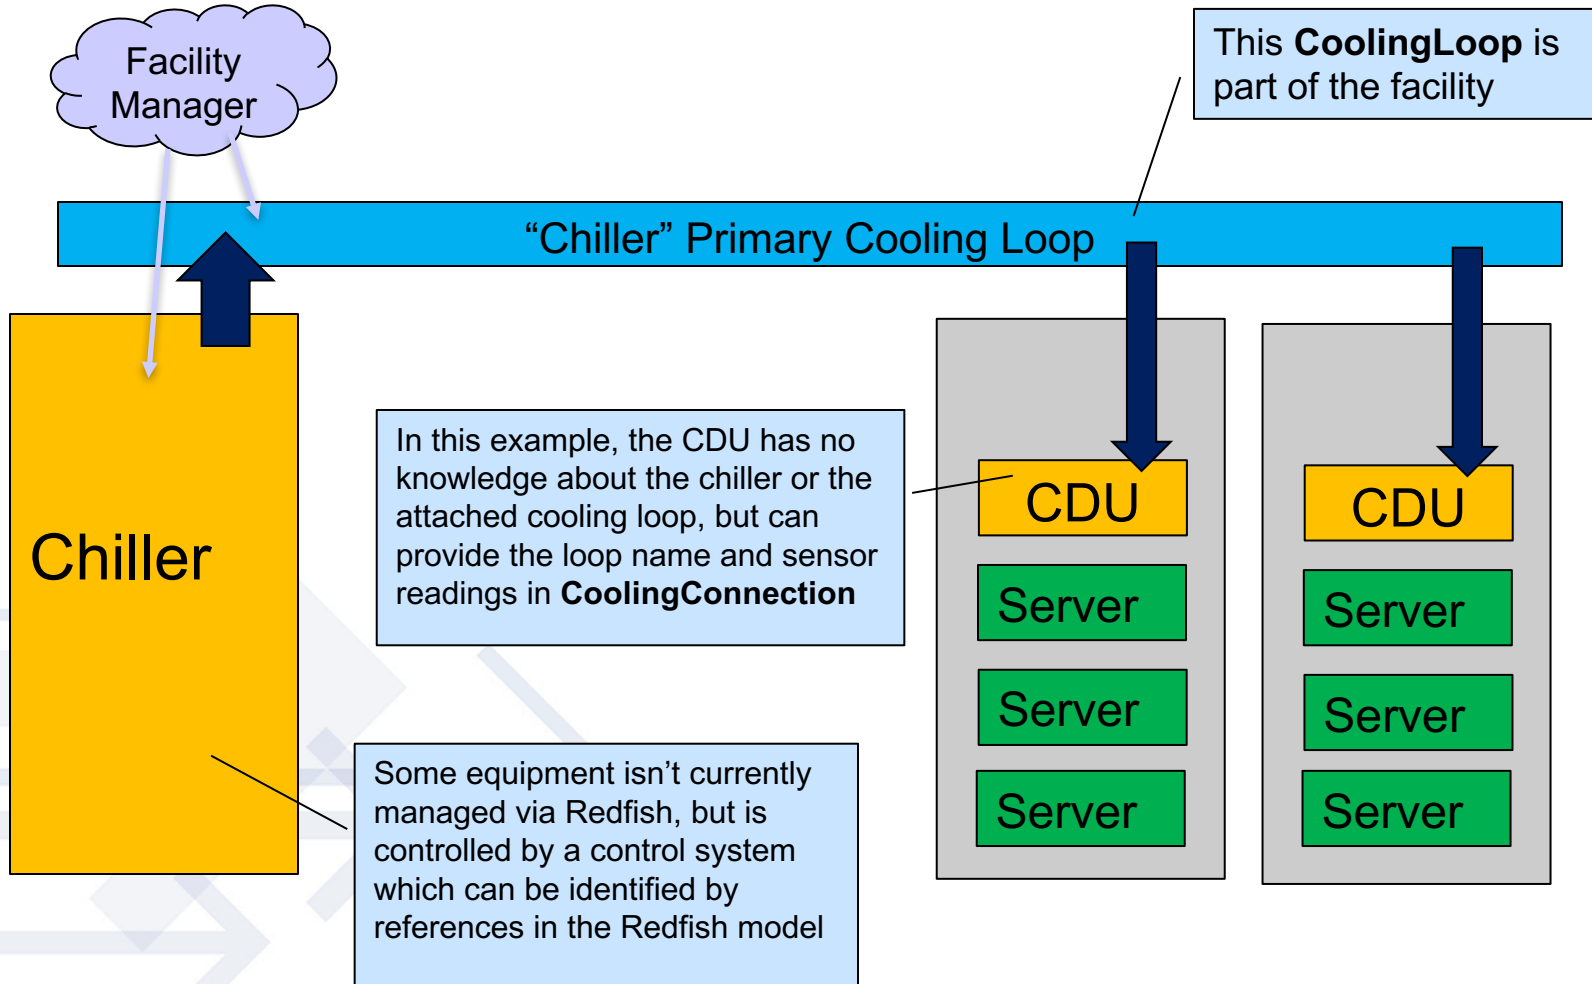 Facility
Manager
This CoolingLoop is
part of the facility
“Chiller” Primary Cooling Loop
Chiller
In this example, the CDU has no
knowledge about the chiller or the
attached cooling loop, but can
provide the loop name and sensor
readings in CoolingConnection
Some equipment isn’t currently
managed via Redfish, but is
controlled by a control system
which can be identified by
references in the Redfish model
CDU
Server
Server
Server
CDU
Server
Server
Server